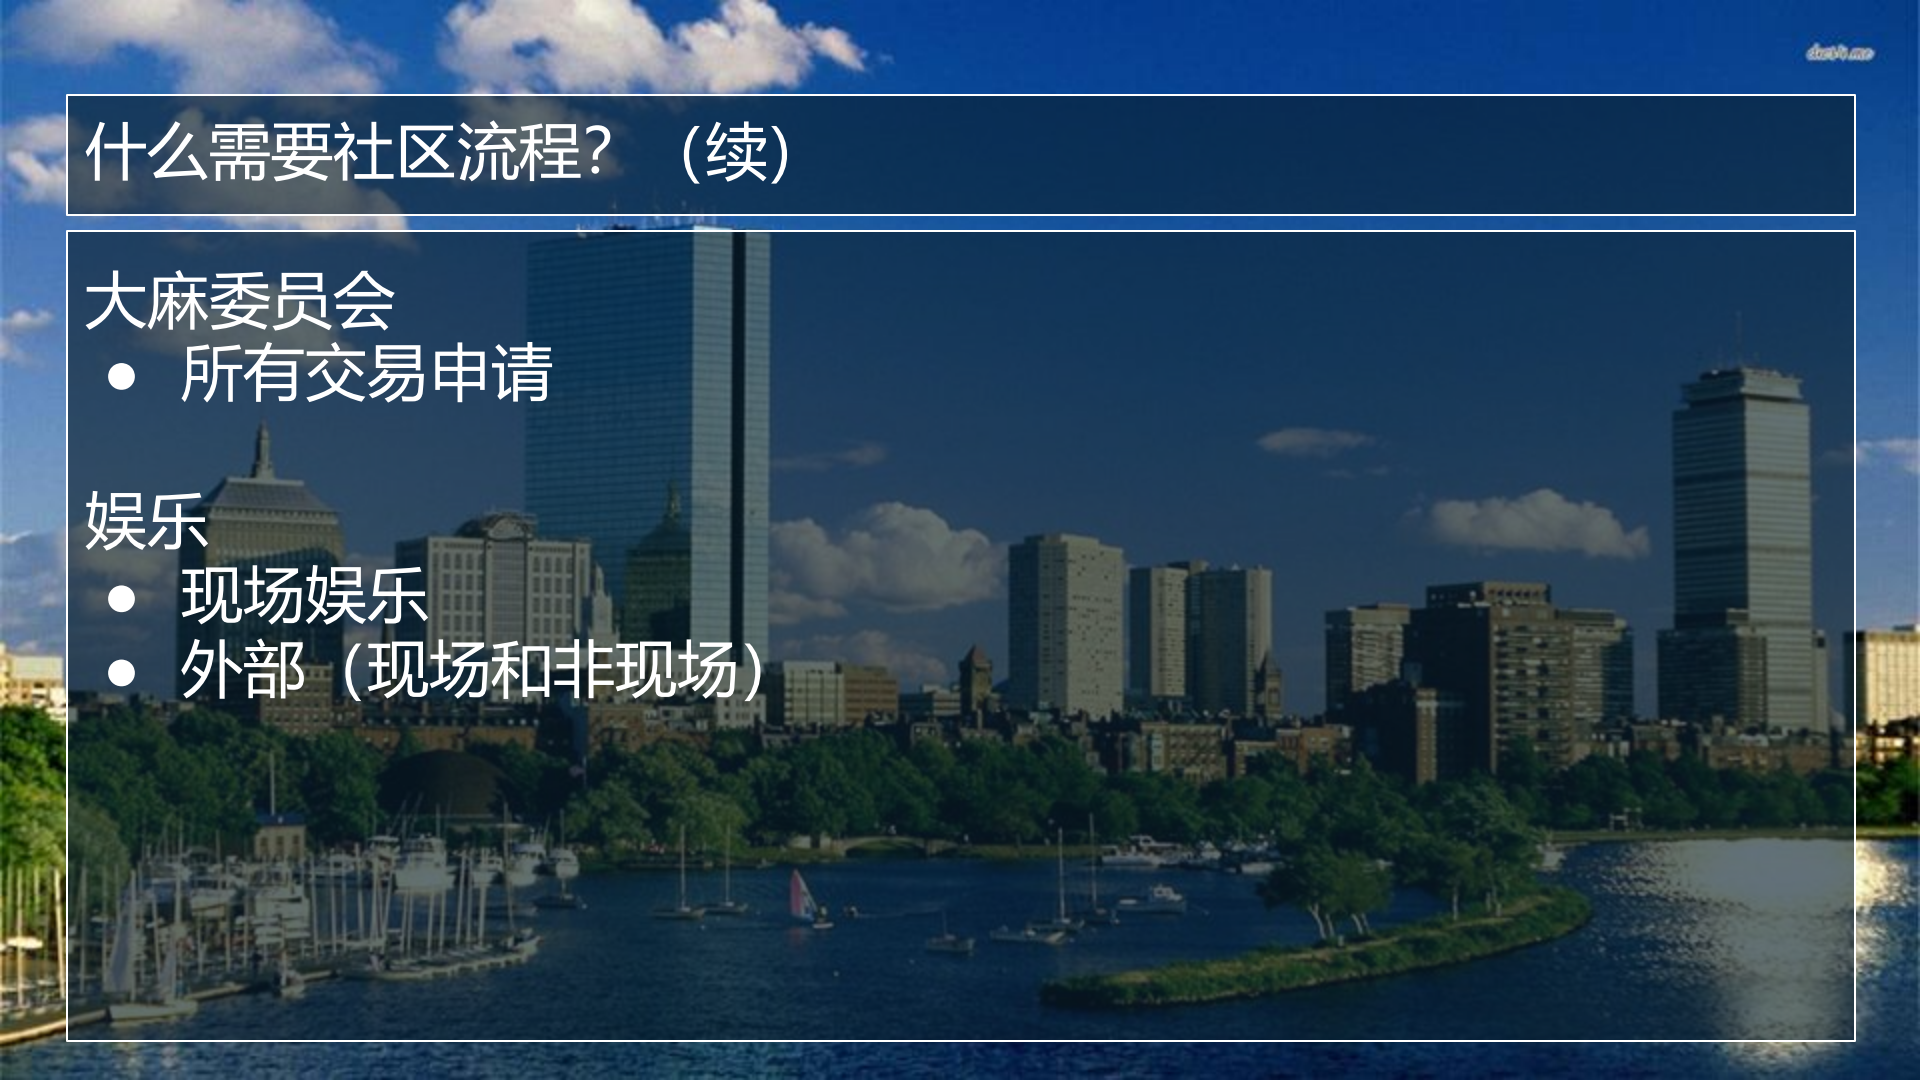 什么需要社区流程？（续）
大麻委员会
● 所有交易申请
娱乐
● 现场娱乐
● 外部（现场和非现场）